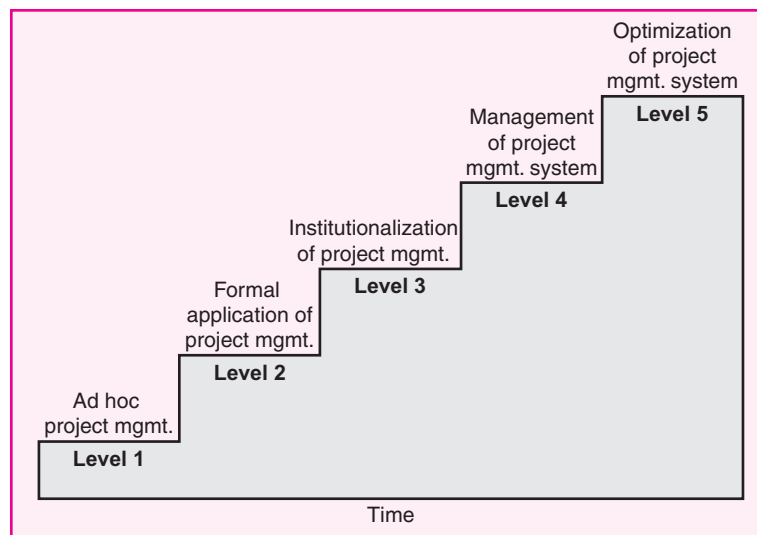 Optimization
of project
mgmt. system
Level 5
Management
of project
mgmt. system
Level 4
Institutionalization
of project mgmt.
Level 3
Formal
application of
project mgmt.
Level 2
Ad hoc
project mgmt.
Level 1
Time